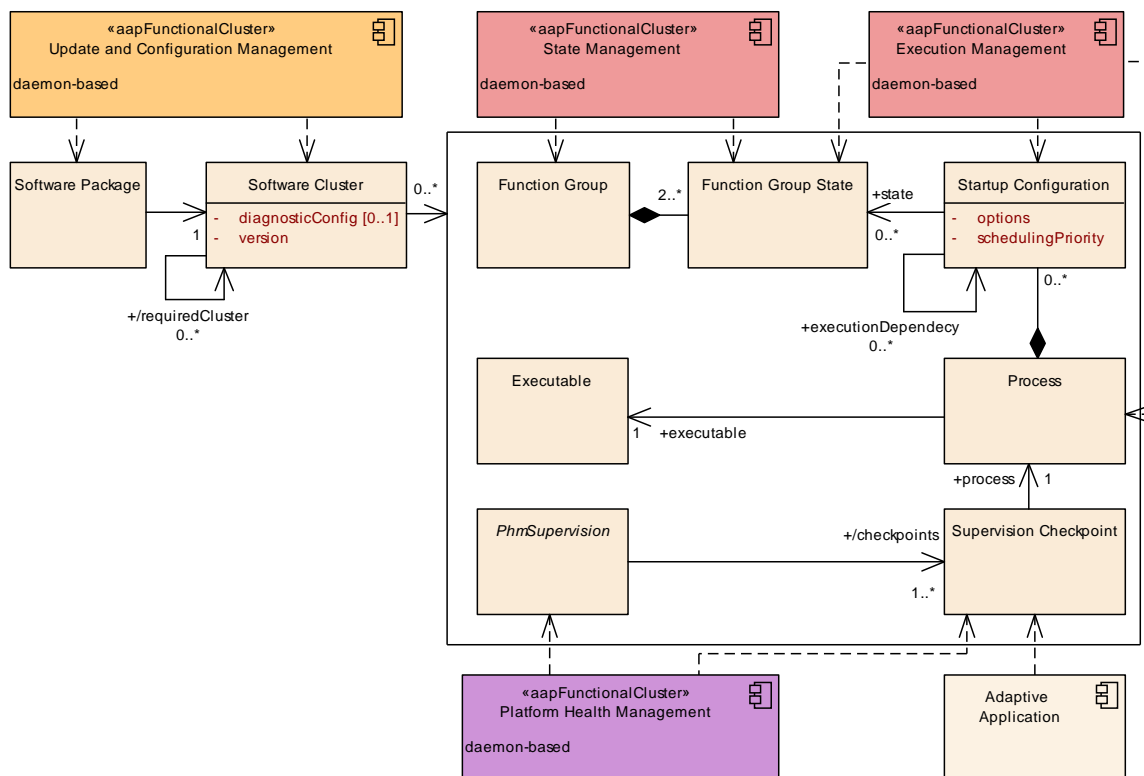 «aapFunctionalCluster»
Update and Configuration Management
daemon-based
«aapFunctionalCluster»
State Management
daemon-based
«aapFunctionalCluster»
Execution Management
daemon-based
Software Package
Software Cluster
- diagnosticConfig [0..1]
- version
1
0..*
+/requiredCluster
0..*
Function Group
2..*
Function Group State
+state
0..*
Startup Configuration
- options
- schedulingPriority
0..*
+executionDependecy
0..*
Executable
1
+executable
Process
+process
1
PhmSupervision
+/checkpoints
1..*
Supervision Checkpoint
«aapFunctionalCluster»
Platform Health Management
daemon-based
Adaptive
Application